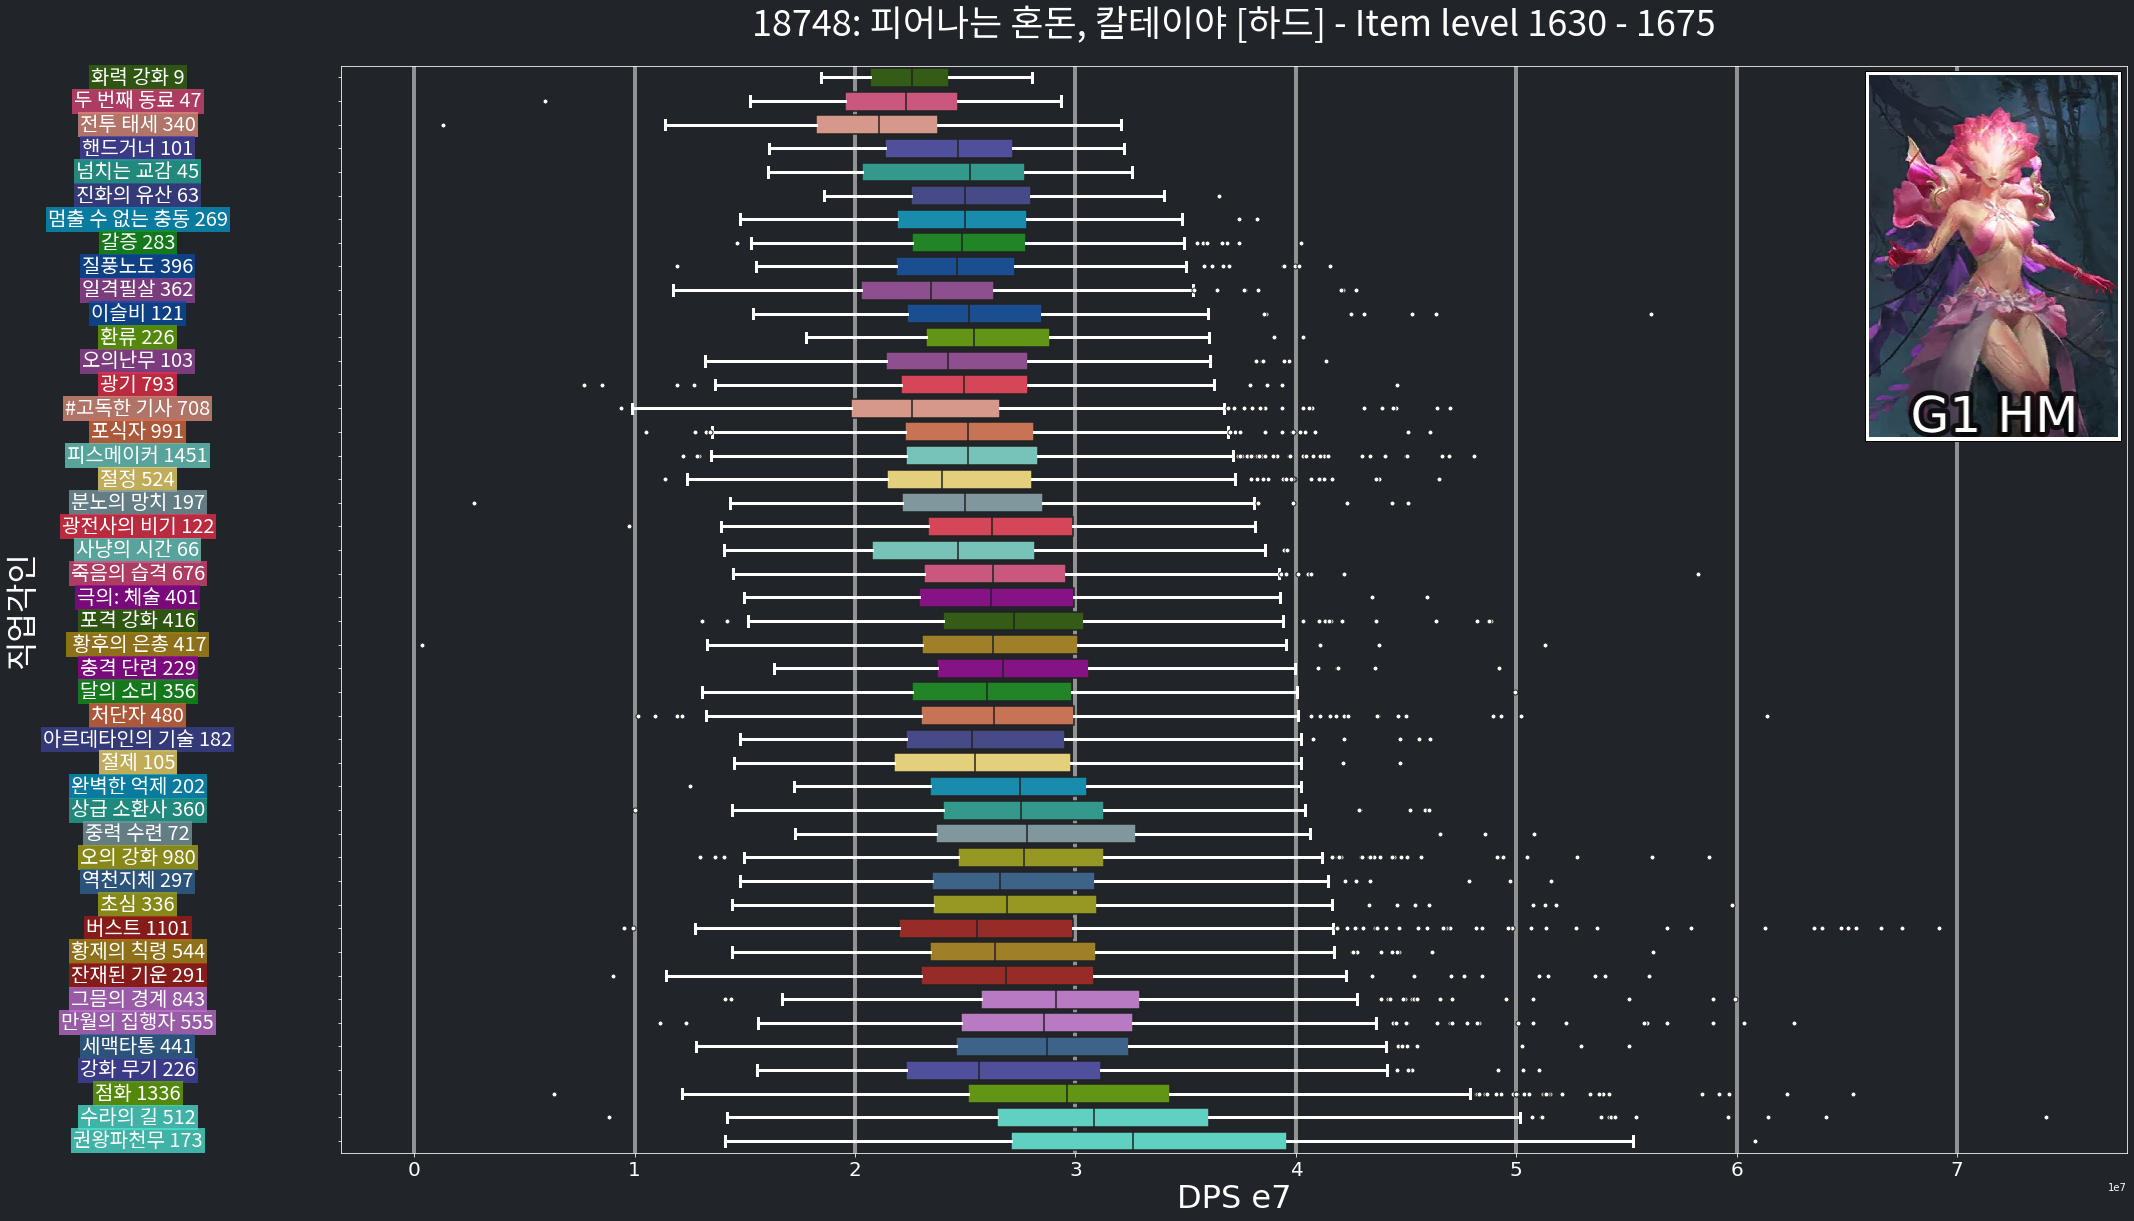 18748: 피어나는 혼돈, 칼테이야 [하드] - Item level 1630 - 1675
화력 강화 9
두 번째 동료 47
전투 태세 340
핸드거너 101
넘치는 교감 45
진화의 유산 63
멈출 수 없는 충동 269
갈증 283
질풍노도 396
일격필살 362
이슬비 121
환류 226
오의난무 103
광기 793
#고독한 기사 708
포식자 991
피스메이커 1451
절정 524
분노의 망치 197
광전사의 비기 122
사냥의 시간 66
죽음의 습격 676
극의: 체술 401
포격 강화 416
황후의 은총 417
충격 단련 229
달의 소리 356
처단자 480
아르데타인의 기술 182
절제 105
완벽한 억제 202
상급 소환사 360
중력 수련 72
오의 강화 980
역천지체 297
초심 336
버스트 1101
황제의 칙령 544
잔재된 기운 291
그믐의 경계 843
만월의 집행자 555
세맥타통 441
강화 무기 226
점화 1336
수라의 길 512
권왕파천무 173
직업각인
G1 HM
0 1 2 3 4 5 6 7
DPS e7
1e7